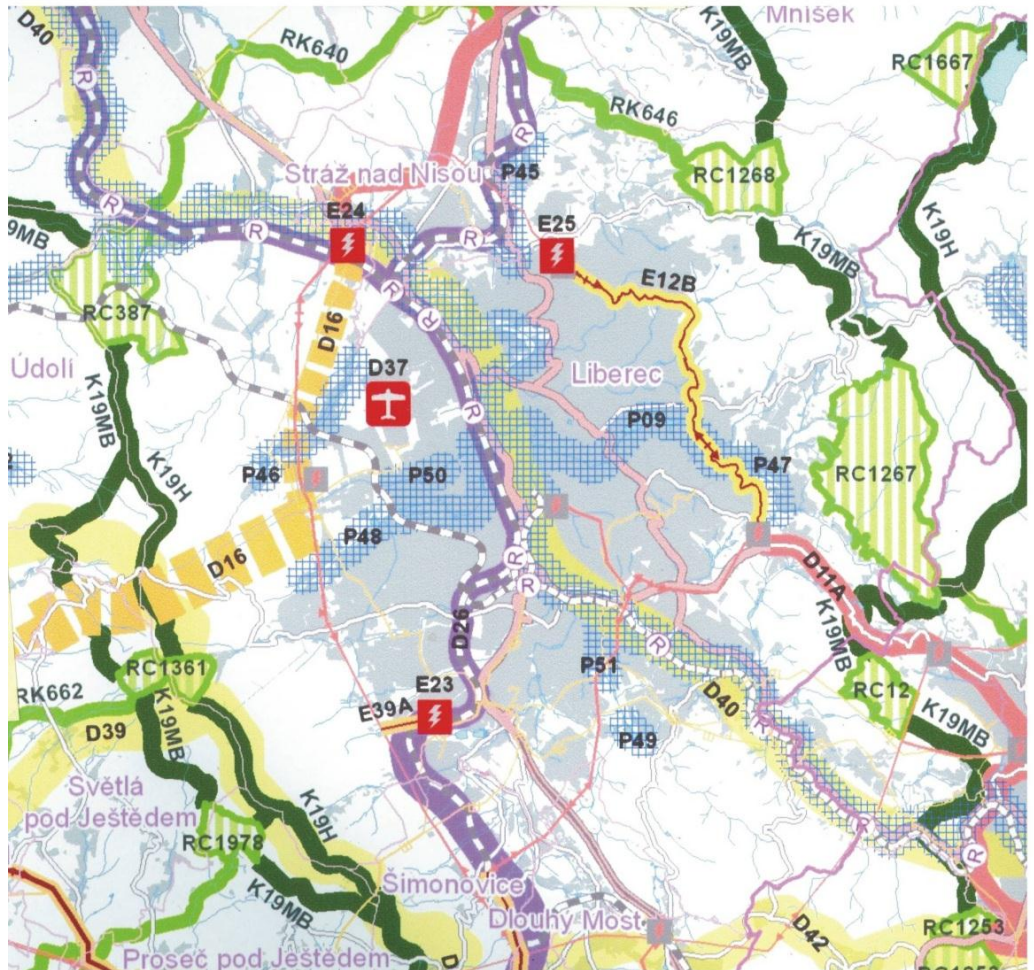 D40
RK640
K19MB
Mníšek
RC1667
RK646
RC1268
Stráž nad Nisou
P45
E24
E25
R
R
R
R
R
9MB
K19MB
K19H
E12B
RC387
D16
R
R
Údolí
D37
Liberec
R
K19MB
P09
K19H
P46
P50
P47
RC1267
P48
D16
R
R
D11A
D26
K19MB
R
P51
RC1361
E23
RC12
RK662
E39A
D40
K19MB
D39
K19MB
R
P49
Světlá
pod Ještědem
K19H
RC1978
R
Šimonovice
K19MB
Dlouhý Most
RC1253
D42
Proseč pod Ještědem
D